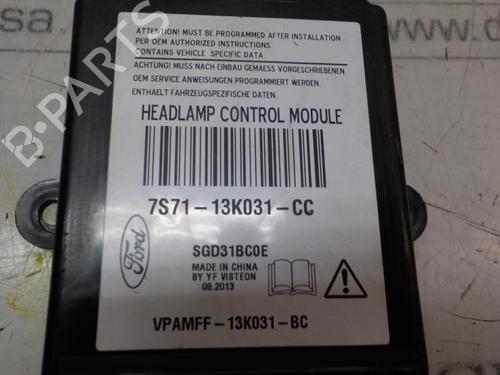 ATTENTION! MUST BE PROGRAMMED AFTER INSTALLATION
PER OEM AUTHORIZED INSTRUCTIONS
CONTAINS VEHICLE SPECIFIC DATA
ACHTUNG! MUSS NACH EINBAU GEMAESS VORGESCHRIEBENEN
OEM SERVICE ANWEISUNGEN PROGRAMMIERT WERDEN.
ENTHAELT FAHRZEUGSPEZIFISCHE DATEN.
HEADLAMP CONTROL MODULE
7S71-13K031-CC
Ford
SGD31BC0E
MADE IN CHINA
BY YF VISTEON
08.2013
VPAMFF-13K031-BC
B-PARTS